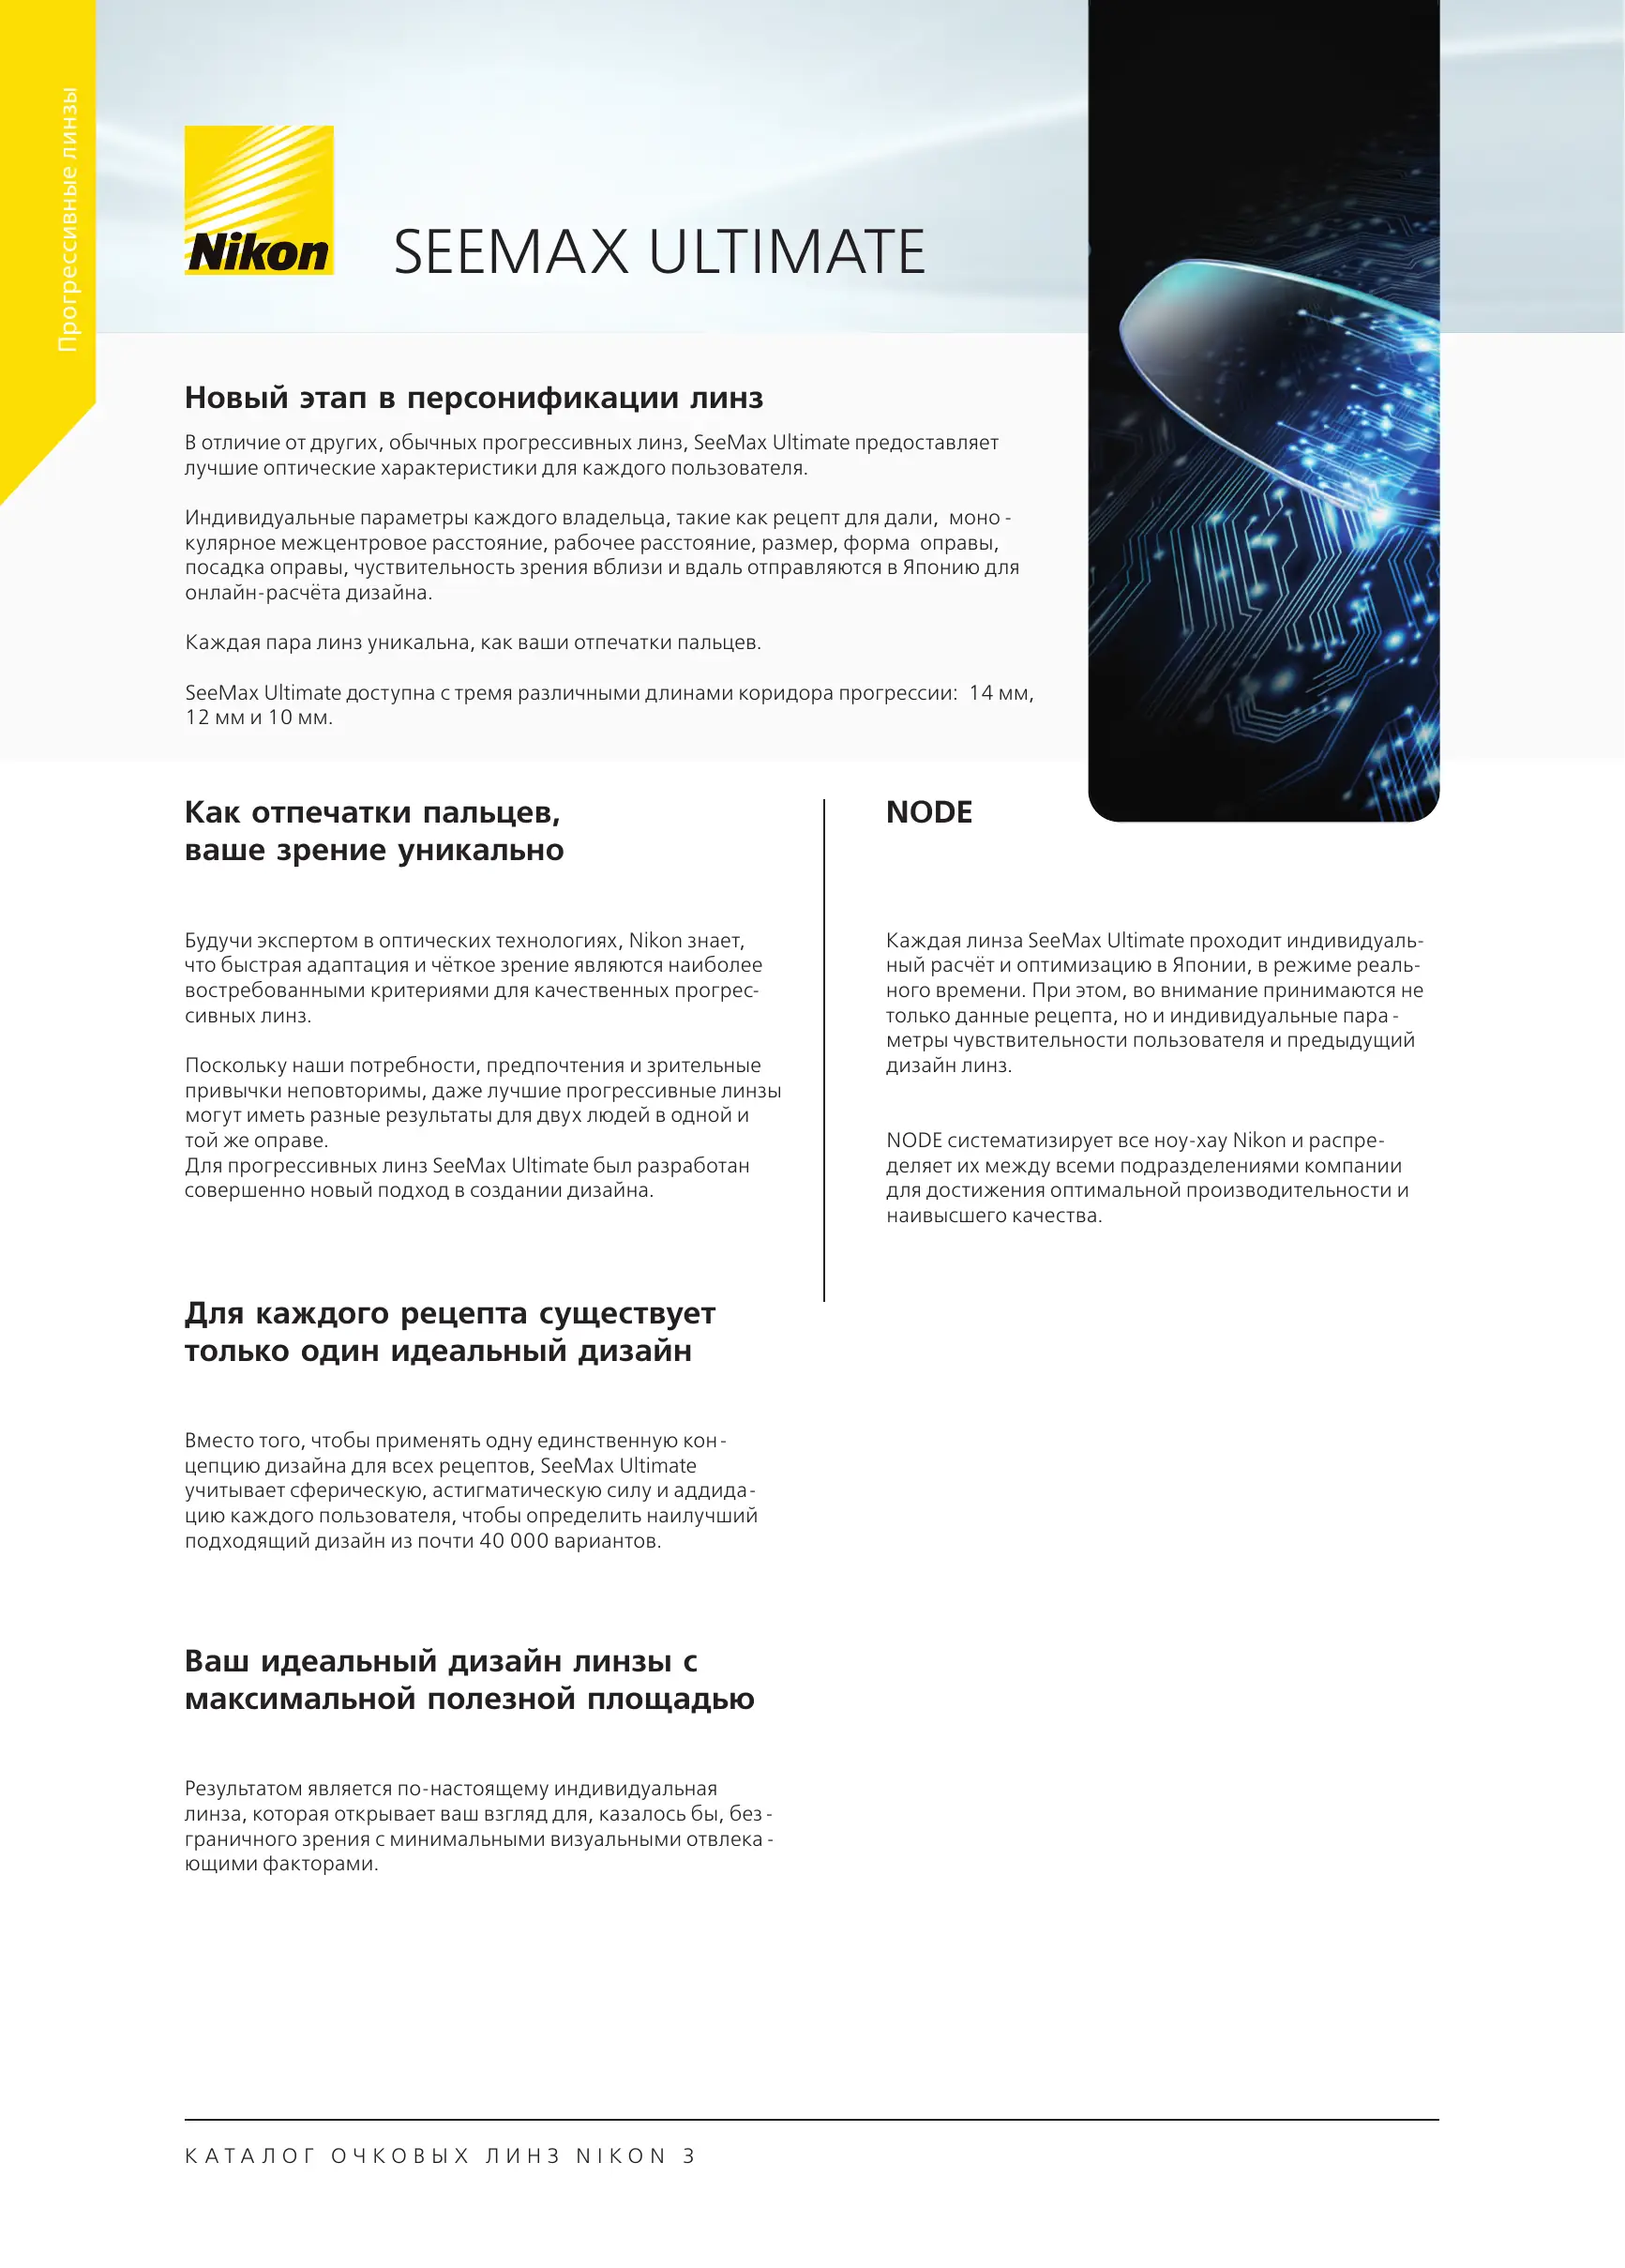 Прогрессивные линзы
Nikon
SEEMAX ULTIMATE
Новый этап в персонификации линз
В отличие от других, обычных прогрессивных линз, SeeMax Ultimate предоставляет
лучшие оптические характеристики для каждого пользователя.
Индивидуальные параметры каждого владельца, такие как рецепт для дали, моно -
кулярное межцентровое расстояние, рабочее расстояние, размер, форма оправы,
посадка оправы, чуствительность зрения вблизи и вдаль отправляются в Японию для
онлайн-расчёта дизайна.
Каждая пара линз уникальна, как ваши отпечатки пальцев.
SeeMax Ultimate доступна с тремя различными длинами коридора прогрессии: 14 мм,
12 мм и 10 мм.
Как отпечатки пальцев,
ваше зрение уникально
Будучи экспертом в оптических технологиях, Nikon знает,
что быстрая адаптация и чёткое зрение являются наиболее
востребованными критериями для качественных прогрес-
сивных линз.
Поскольку наши потребности, предпочтения и зрительные
привычки неповторимы, даже лучшие прогрессивные линзы
могут иметь разные результаты для двух людей в одной и
той же оправе.
Для прогрессивных линз SeeMax Ultimate был разработан
совершенно новый подход в создании дизайна.
Для каждого рецепта существует
только один идеальный дизайн
Вместо того, чтобы применять одну единственную кон -
цепцию дизайна для всех рецептов, SeeMax Ultimate
учитывает сферическую, астигматическую силу и аддида -
цию каждого пользователя, чтобы определить наилучший
подходящий дизайн из почти 40 000 вариантов.
Ваш идеальный дизайн линзы с
максимальной полезной площадью
Результатом является по-настоящему индивидуальная
линза, которая открывает ваш взгляд для, казалось бы, без -
граничного зрения с минимальными визуальными отвлека -
ющими факторами.
NODE
Каждая линза SeeMax Ultimate проходит индивидуаль-
ный расчёт и оптимизацию в Японии, в режиме реаль-
ного времени. При этом, во внимание принимаются не
только данные рецепта, но и индивидуальные пара -
метры чувствительности пользователя и предыдущий
дизайн линз.
NODE систематизирует все ноу-хау Nikon и распре-
деляет их между всеми подразделениями компании
для достижения оптимальной производительности и
наивысшего качества.
КАТАЛОГ ОЧКОВЫХ ЛИНЗ NIKON 3